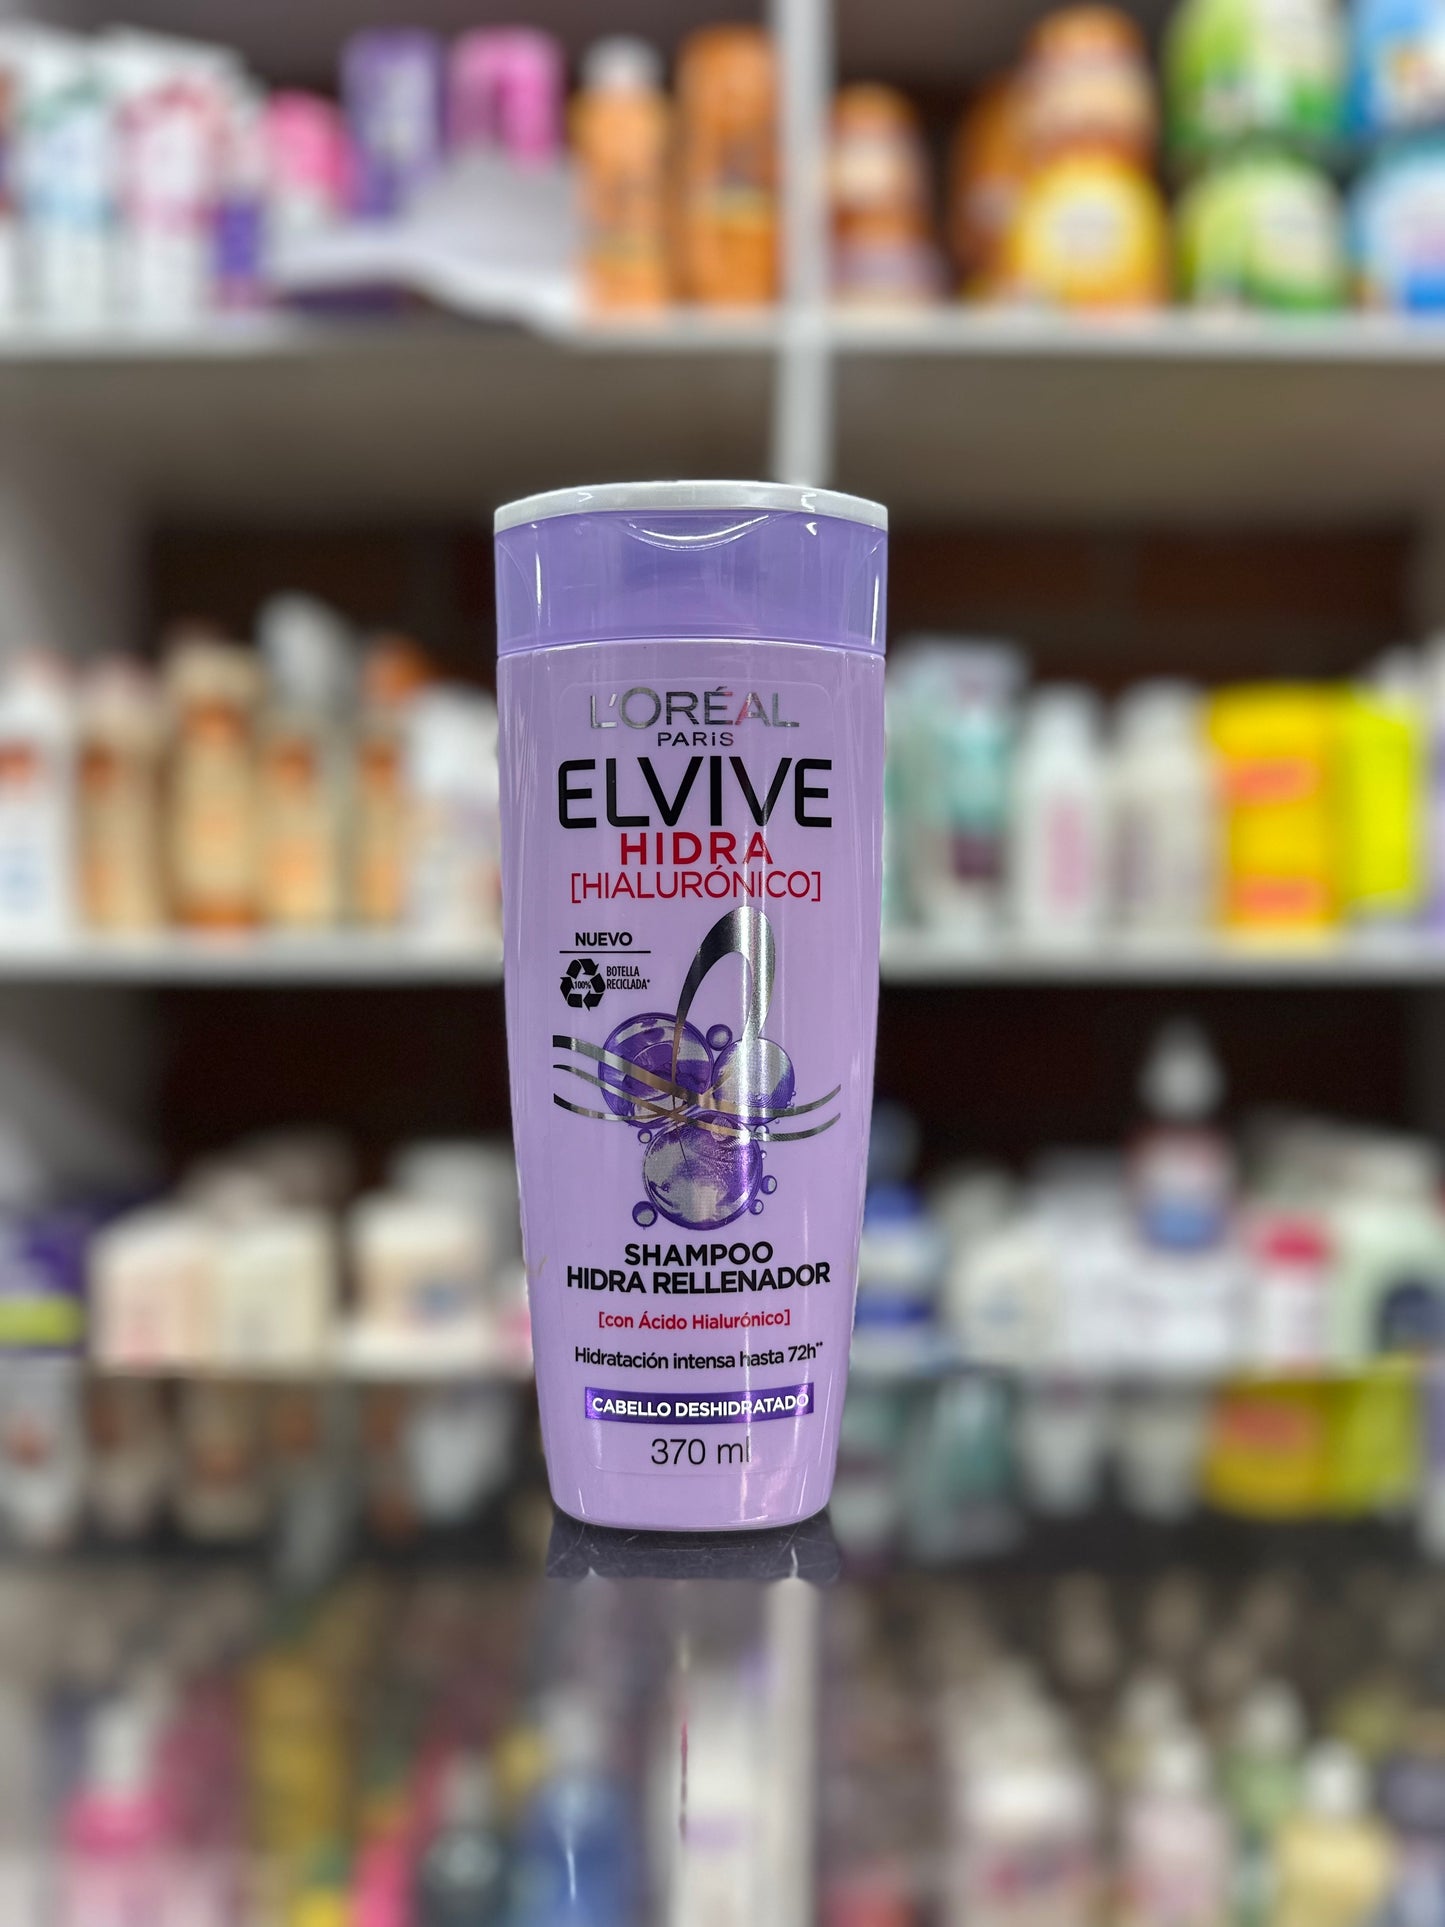 L'ORÉAL
PARiS
ELVIVE
HIDRA
[HIALURÓNICO]
NUEVO
100%
BOTELLA
RECICLADA*
SHAMPOO
HIDRA RELLENADOR
[con Ácido Hialurónico]
Hidratación intensa hasta 72h**
CABELLO DESHIDRATADO
370 ml